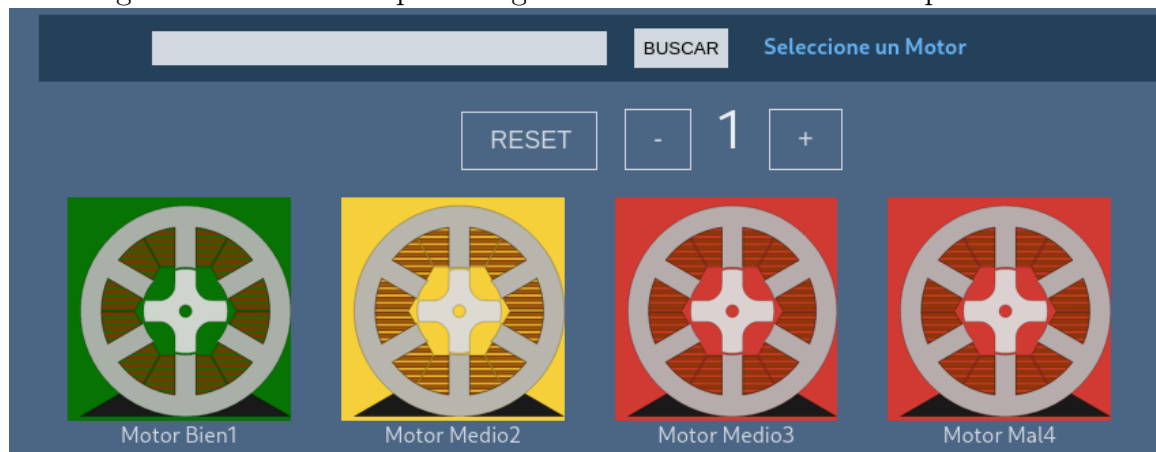 BUSCAR Seleccione un Motor
RESET - 1 +
Motor Bien1 Motor Medio2 Motor Medio3 Motor Mal4